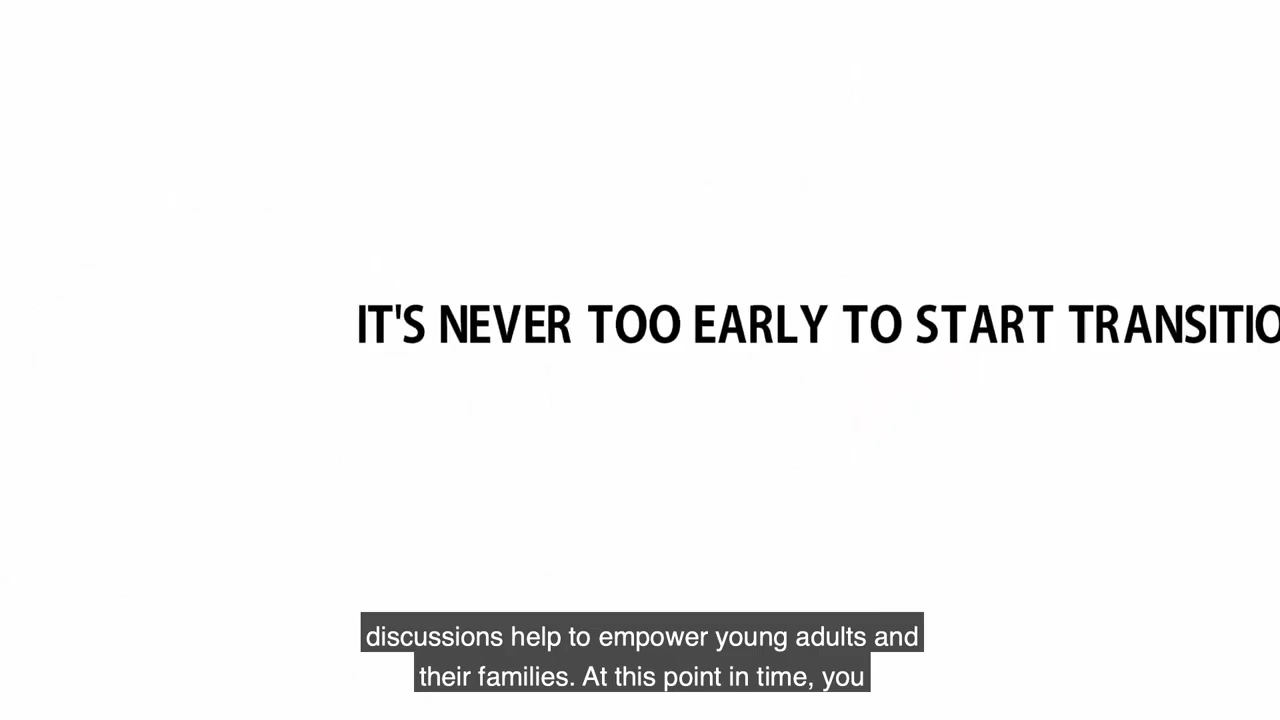 IT'S NEVER TOO EARLY TO START TRANSITIO
discussions help to empower young adults and
their families. At this point in time, you